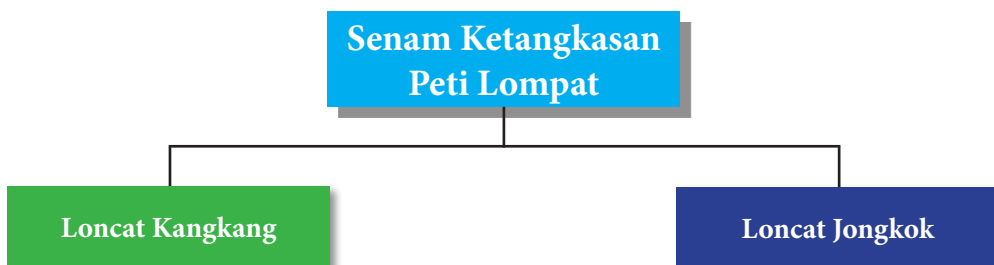 Senam Ketangkasan
Peti Lompat
Loncat Kangkang
Loncat Jongkok